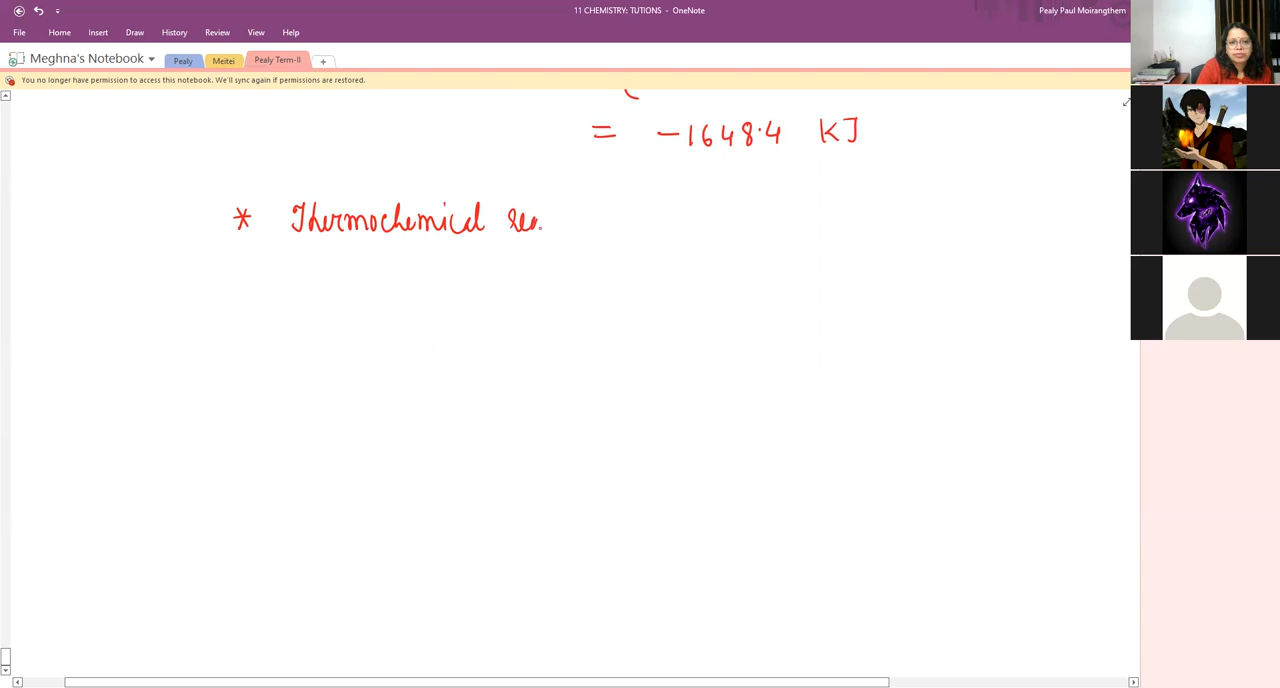 11 CHEMISTRY: TUTIONS - OneNote
Pealy Paul Moirangthem
File Home Insert Draw History Review View Help
Meghna's Notebook Pealy Meitei Pealy Term-II
You no longer have permission to access this notebook. We'll sync again if permissions are restored.
= -1648.4 KJ
* Thermochemical rea